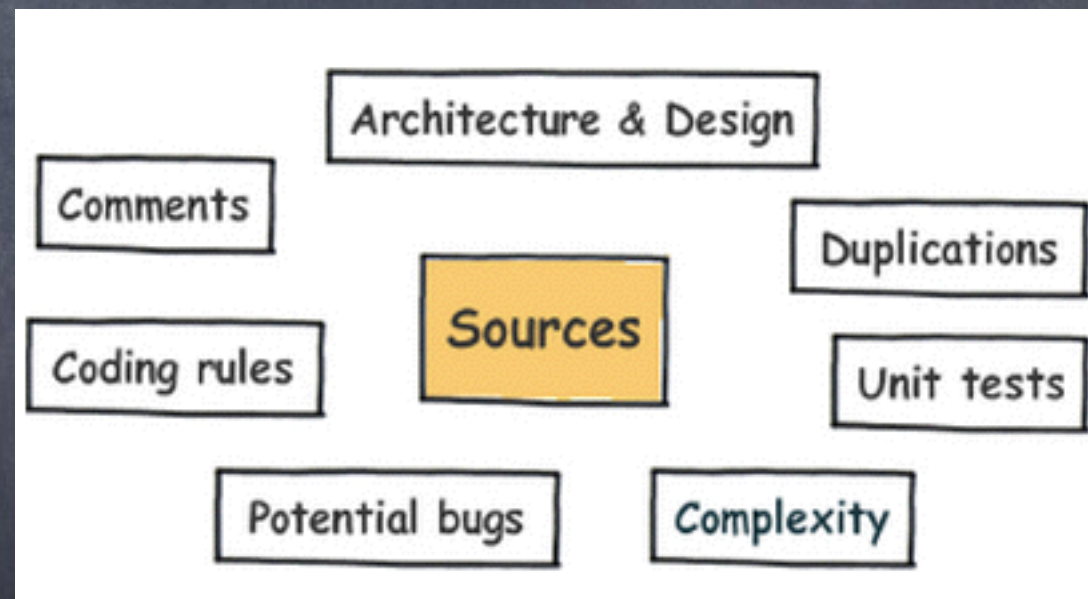 Architecture & Design
Comments
Duplications
Sources
Coding rules
Unit tests
Potential bugs
Complexity